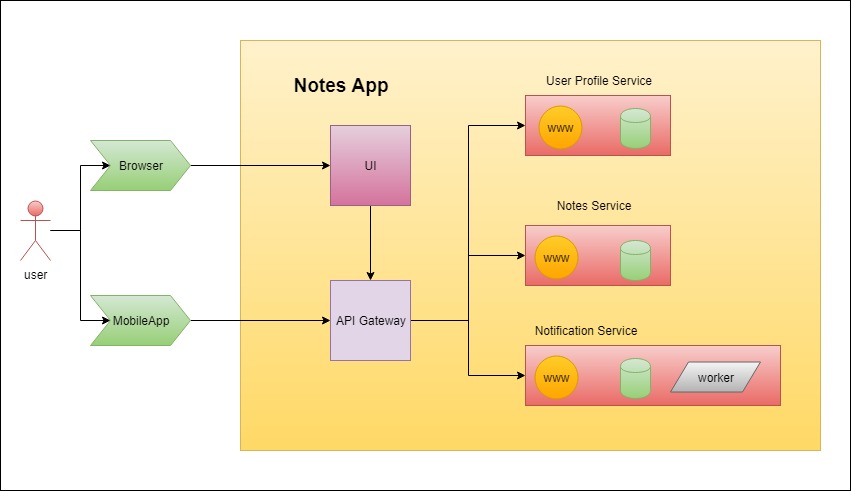 Notes App
User Profile Service
www
Browser
UI
Notes Service
www
user
MobileApp
API Gateway
Notification Service
www
worker